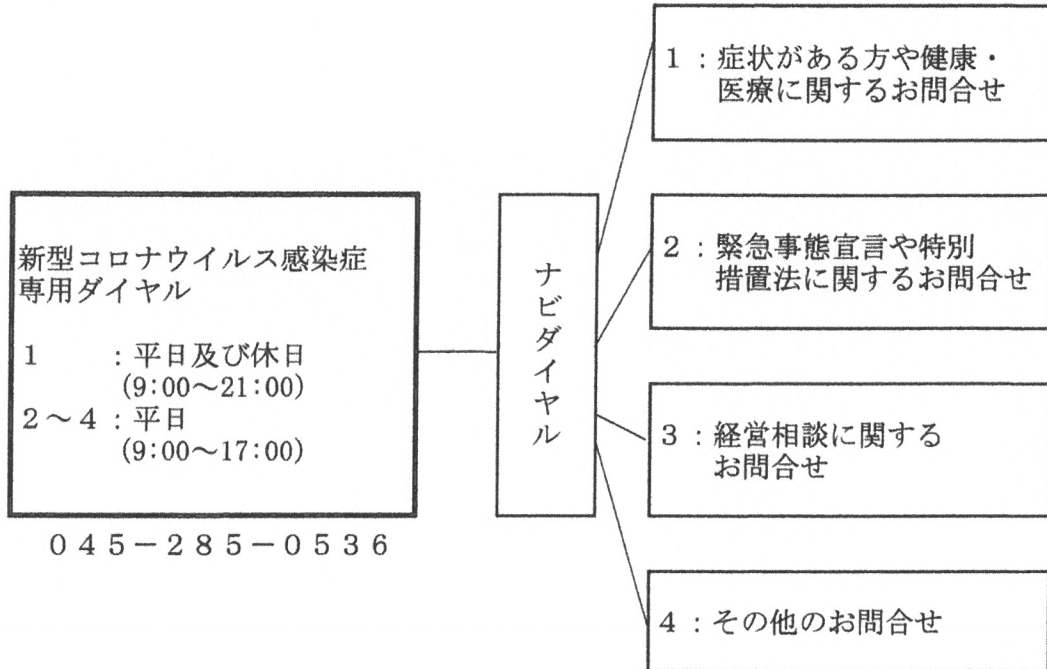 新型コロナウイルス感染症
専用ダイヤル
1　　：平日及び休日
(9:00～21:00)
2～4：平日
(9:00～17:00)
045－285－0536
ナビダイヤル
1：症状がある方や健康・
医療に関するお問合せ
2：緊急事態宣言や特別
措置法に関するお問合せ
3：経営相談に関する
お問合せ
4：その他のお問合せ